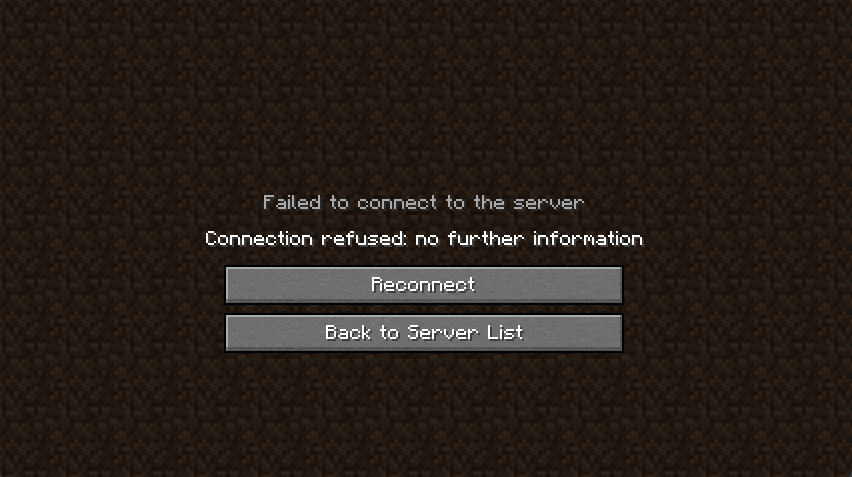 Failed to connect to the server
Connection refused: no further information
Reconnect
Back to Server List